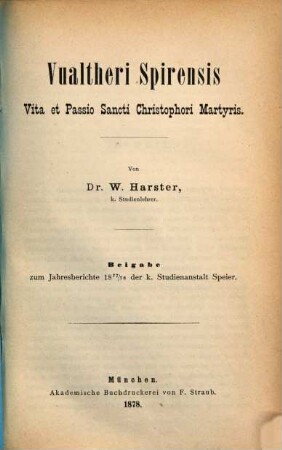 Vualtheri Spirensis
Vita et Passio Sancti Christophori Martyris.
Von
Dr. W. Harster,
k. Studienlehrer.
Beigabe
zum Jahresberichte 18⁷⁷/₇₈ der k. Studienanstalt Speier.
München.
Akademische Buchdruckerei von F. Straub.
1878.